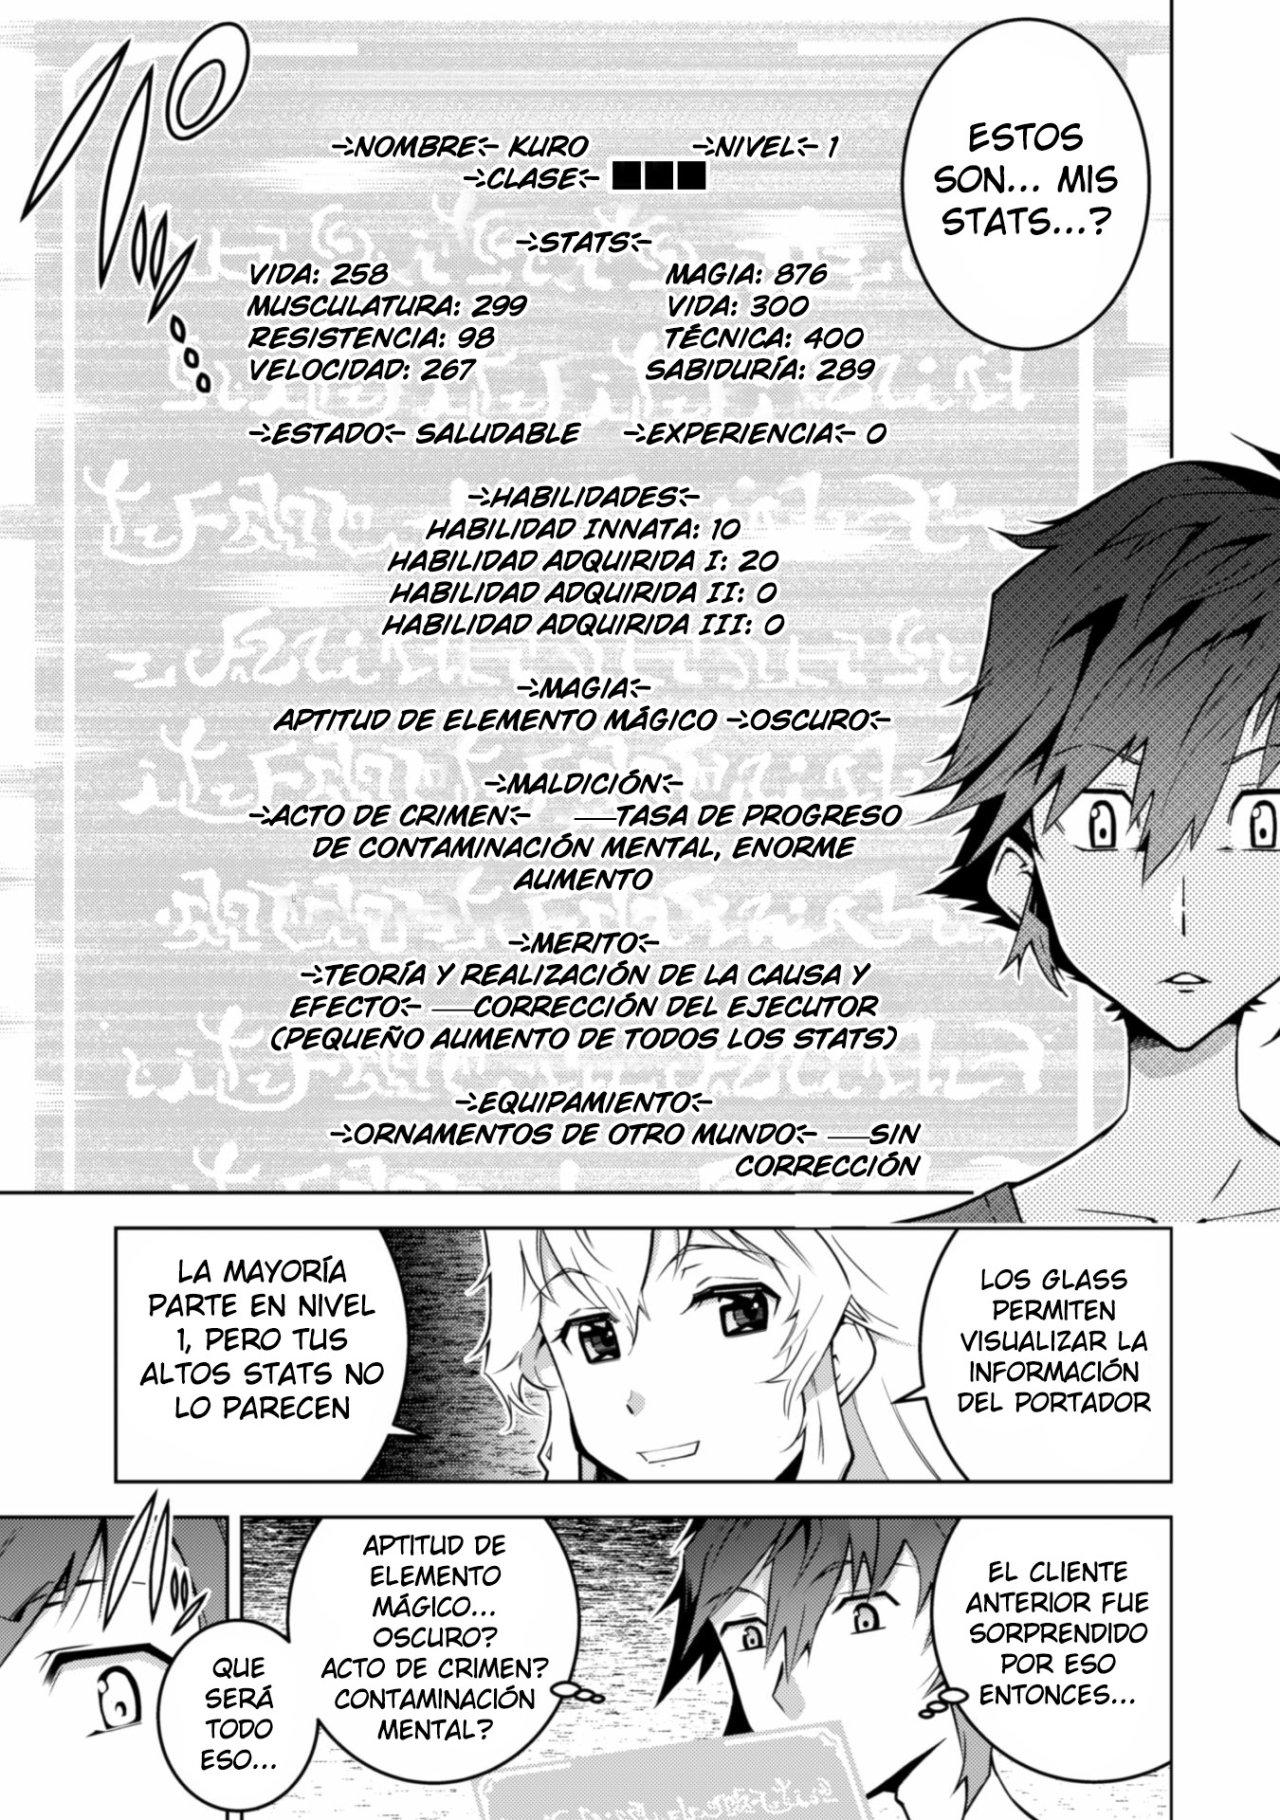 ESTOS
SON... MIS
STATS...?
-NOMBRE- KURO -NIVEL- 1
-CLASE- ■■■
-STATS-
VIDA: 258 MAGIA: 876
MUSCULATURA: 299 VIDA: 300
RESISTENCIA: 98 TÉCNICA: 400
VELOCIDAD: 267 SABIDURÍA: 289
-ESTADO- SALUDABLE -EXPERIENCIA- 0
-HABILIDADES-
HABILIDAD INNATA: 10
HABILIDAD ADQUIRIDA I: 20
HABILIDAD ADQUIRIDA II: 0
HABILIDAD ADQUIRIDA III: 0
-MAGIA-
APTITUD DE ELEMENTO MÁGICO -OSCURO-
-MALDICIÓN-
-ACTO DE CRIMEN- ——TASA DE PROGRESO
DE CONTAMINACIÓN MENTAL, ENORME
AUMENTO
-MERITO-
-TEORÍA Y REALIZACIÓN DE LA CAUSA Y
EFECTO- ——CORRECCIÓN DEL EJECUTOR
(PEQUEÑO AUMENTO DE TODOS LOS STATS)
-EQUIPAMIENTO-
-ORNAMENTOS DE OTRO MUNDO- ——SIN
CORRECCIÓN
LOS GLASS
PERMITEN
VISUALIZAR LA
INFORMACIÓN
DEL PORTADOR
LA MAYORÍA
PARTE EN NIVEL
1, PERO TUS
ALTOS STATS NO
LO PARECEN
EL CLIENTE
ANTERIOR FUE
SORPRENDIDO
POR ESO
ENTONCES...
APTITUD DE
ELEMENTO
MÁGICO...
OSCURO?
ACTO DE CRIMEN?
CONTAMINACIÓN
MENTAL?
QUE
SERÁ
TODO
ESO...